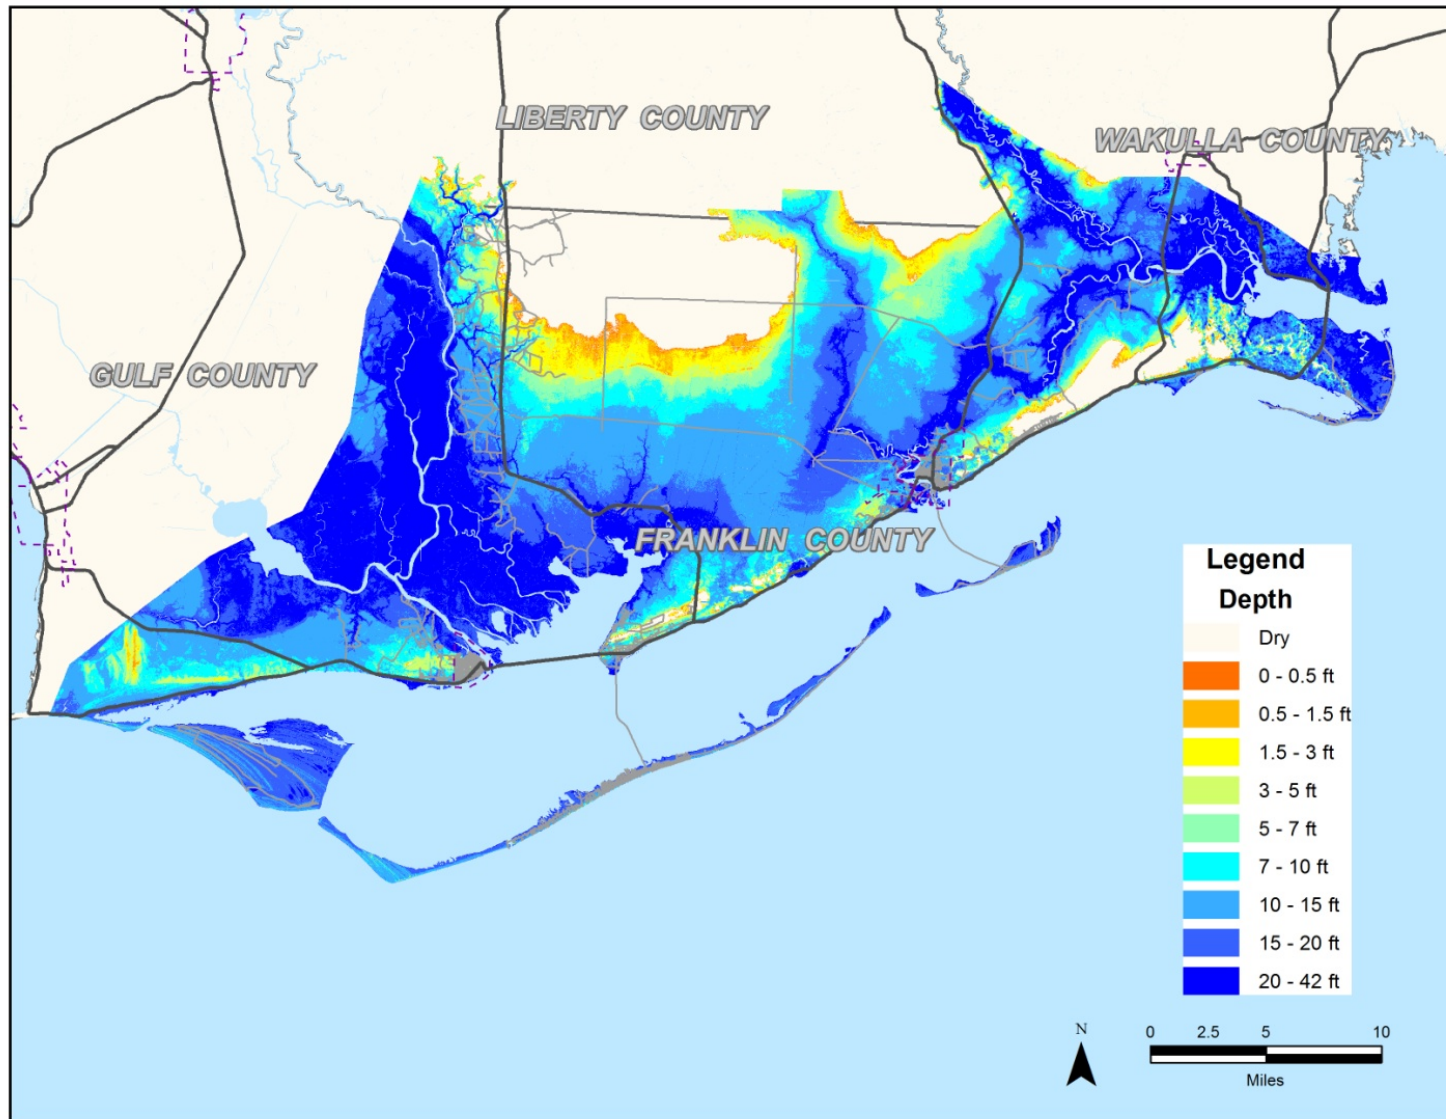 LIBERTY COUNTY
WAKULLA COUNTY
GULF COUNTY
FRANKLIN COUNTY
Legend
Depth
Dry
0 - 0.5 ft
0.5 - 1.5 ft
1.5 - 3 ft
3 - 5 ft
5 - 7 ft
7 - 10 ft
10 - 15 ft
15 - 20 ft
20 - 42 ft
N
0 2.5 5 10
Miles